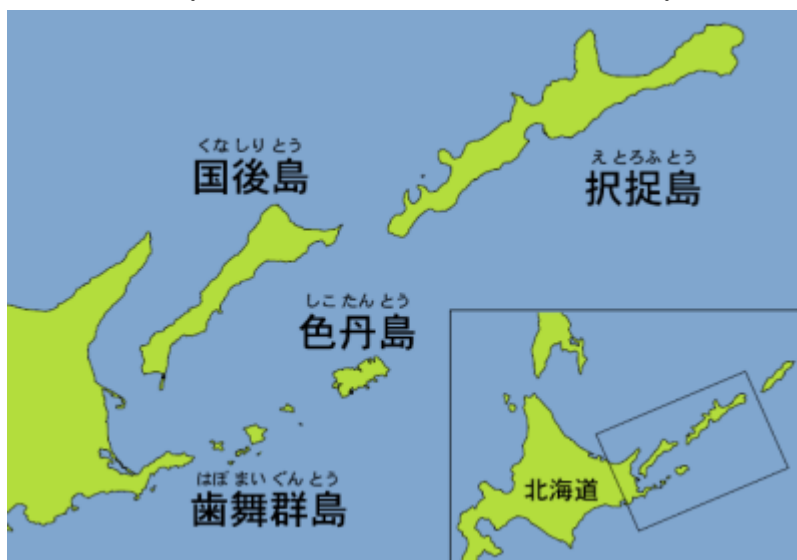 くなしりとう
国後島
えとろふとう
択捉島
しこたんとう
色丹島
はぼまいぐんとう
歯舞群島
北海道